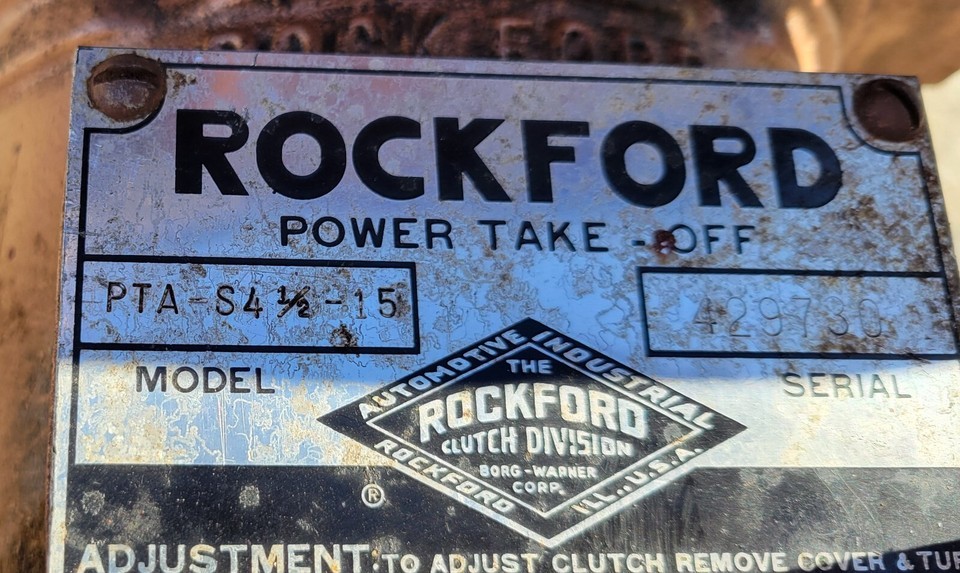 ROCKFORD
ROCKFORD
POWER TAKE-OFF
PTA-S4½-15
429730
MODEL
SERIAL
AUTOMOTIVE INDUSTRIAL
THE
ROCKFORD
CLUTCH DIVISION
BORG-WARNER
CORP.
ROCKFORD ILL., U.S.A.
®
ADJUSTMENT: TO ADJUST CLUTCH REMOVE COVER &